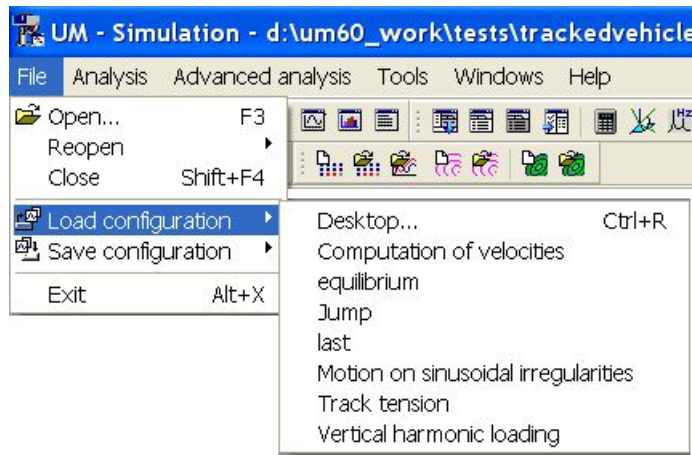 UM - Simulation - d:\um60_work\tests\trackedvehicle
File Analysis Advanced analysis Tools Windows Help
Open... F3
Reopen
Close Shift+F4
Load configuration
Save configuration
Exit Alt+X
Desktop... Ctrl+R
Computation of velocities
equilibrium
Jump
last
Motion on sinusoidal irregularities
Track tension
Vertical harmonic loading